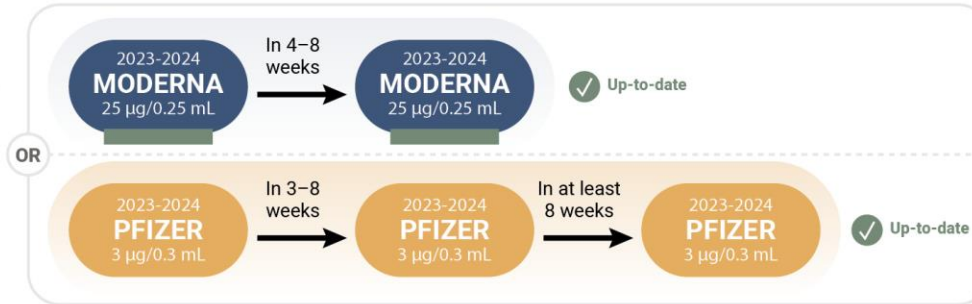 2023-2024
MODERNA
25 µg/0.25 mL
In 4–8
weeks
2023-2024
MODERNA
25 µg/0.25 mL
Up-to-date
OR
2023-2024
PFIZER
3 µg/0.3 mL
In 3–8
weeks
2023-2024
PFIZER
3 µg/0.3 mL
In at least
8 weeks
2023-2024
PFIZER
3 µg/0.3 mL
Up-to-date